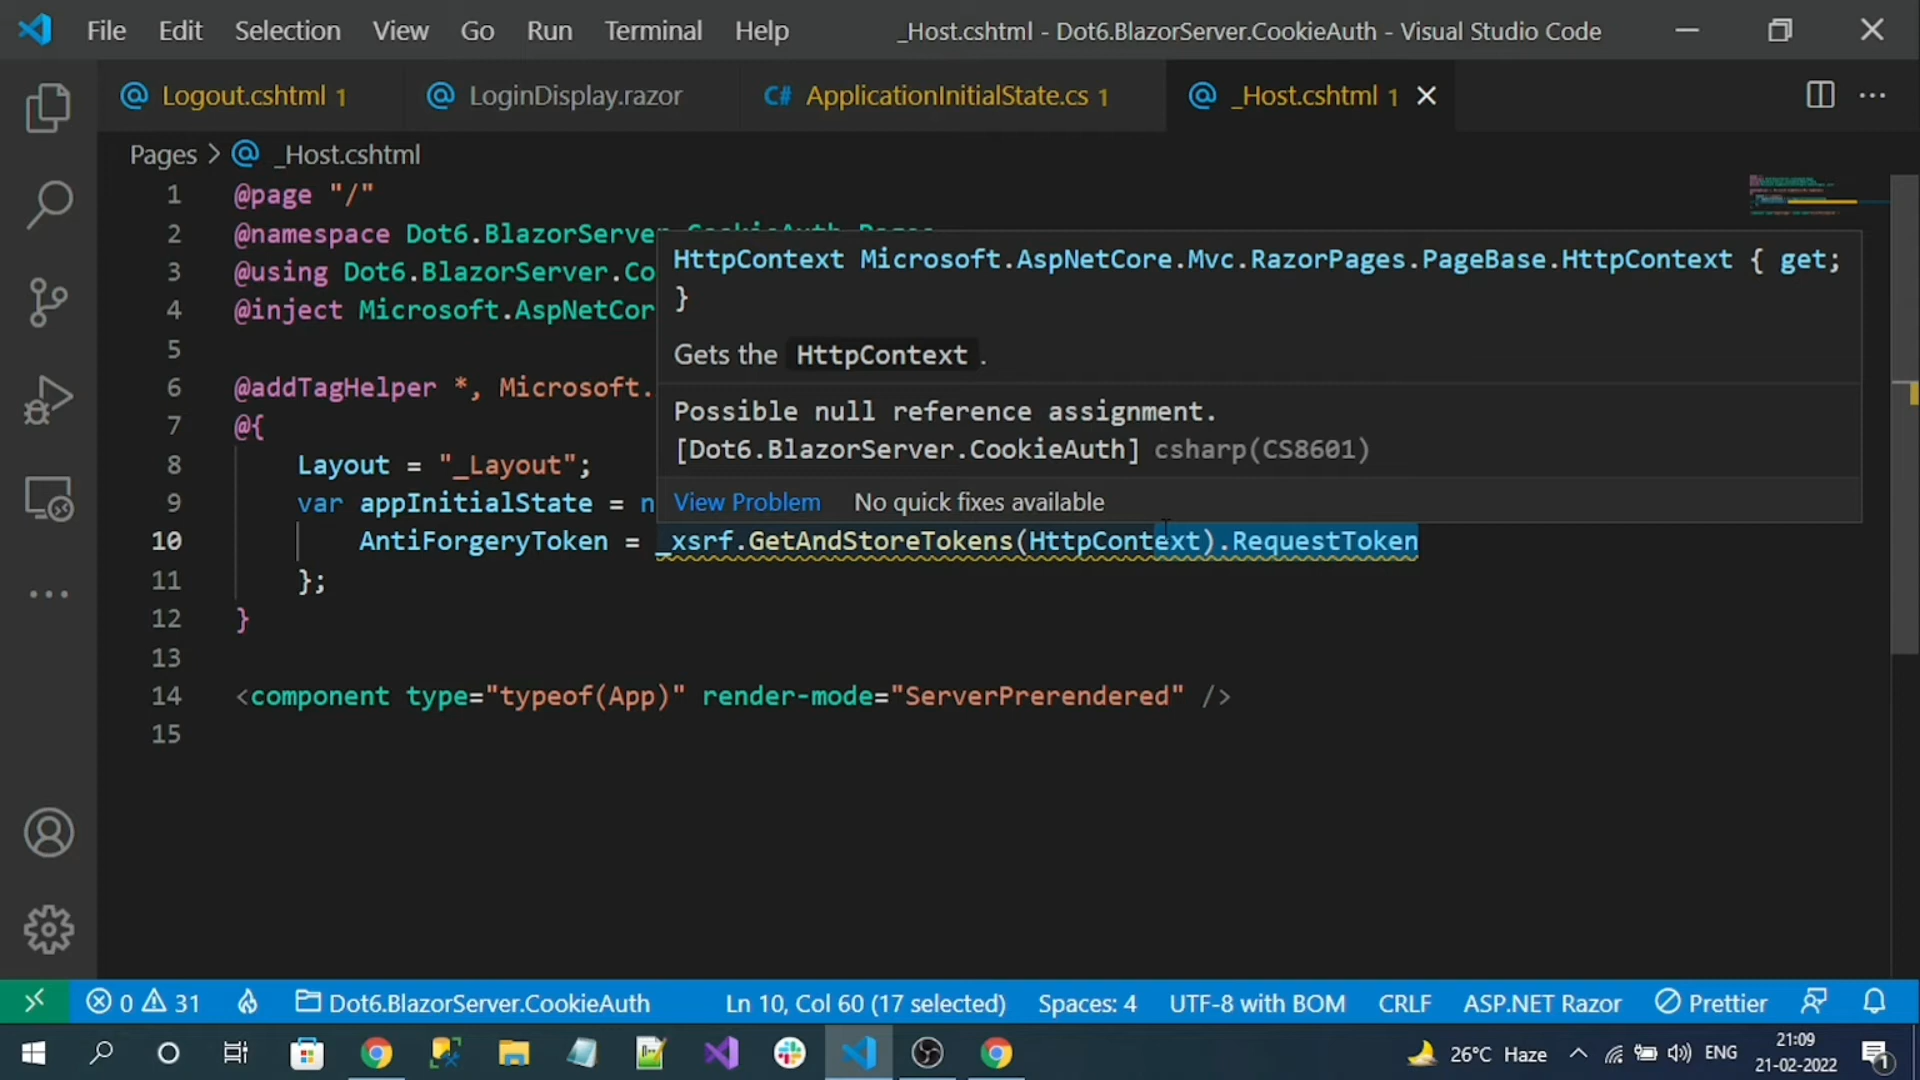 File Edit Selection View Go Run Terminal Help _Host.cshtml - Dot6.BlazorServer.CookieAuth - Visual Studio Code
Logout.cshtml 1 LoginDisplay.razor C# ApplicationInitialState.cs 1 _Host.cshtml 1
Pages > _Host.cshtml
1 @page "/"
2 @namespace Dot6.BlazorServer.CookieAuth.Pages
3 @using Dot6.BlazorServer.Co
4 @inject Microsoft.AspNetCor
5
6 @addTagHelper *, Microsoft.
7 @{
8 Layout = "_Layout";
9 var appInitialState = n
10 AntiForgeryToken = _xsrf.GetAndStoreTokens(HttpContext).RequestToken
11 };
12 }
13
14 <component type="typeof(App)" render-mode="ServerPrerendered" />
15
HttpContext Microsoft.AspNetCore.Mvc.RazorPages.PageBase.HttpContext { get;
}
Gets the HttpContext .
Possible null reference assignment.
[Dot6.BlazorServer.CookieAuth] csharp(CS8601)
View Problem No quick fixes available
0 31 Dot6.BlazorServer.CookieAuth Ln 10, Col 60 (17 selected) Spaces: 4 UTF-8 with BOM CRLF ASP.NET Razor Prettier
26°C Haze ENG 21:09
21-02-2022 1